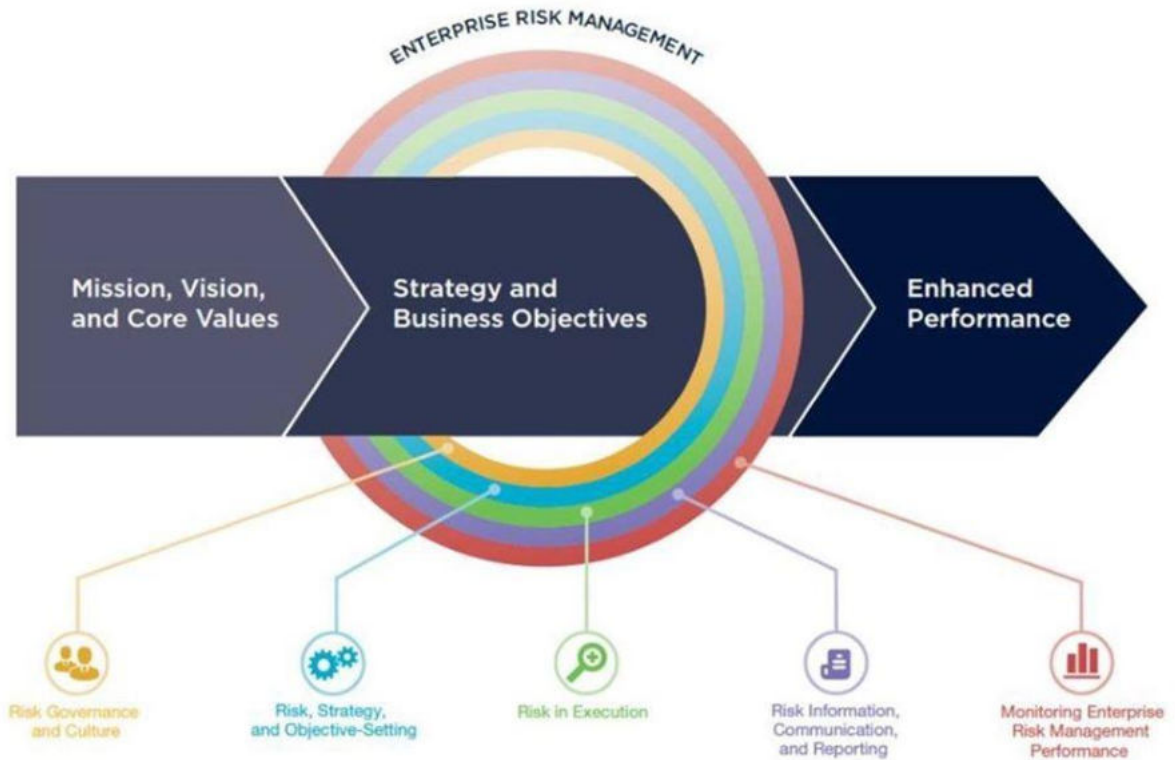 ENTERPRISE RISK MANAGEMENT
Mission, Vision,
and Core Values
Strategy and
Business Objectives
Enhanced
Performance
Risk Governance
and Culture
Risk, Strategy,
and Objective-Setting
Risk in Execution
Risk Information,
Communication,
and Reporting
Monitoring Enterprise
Risk Management
Performance